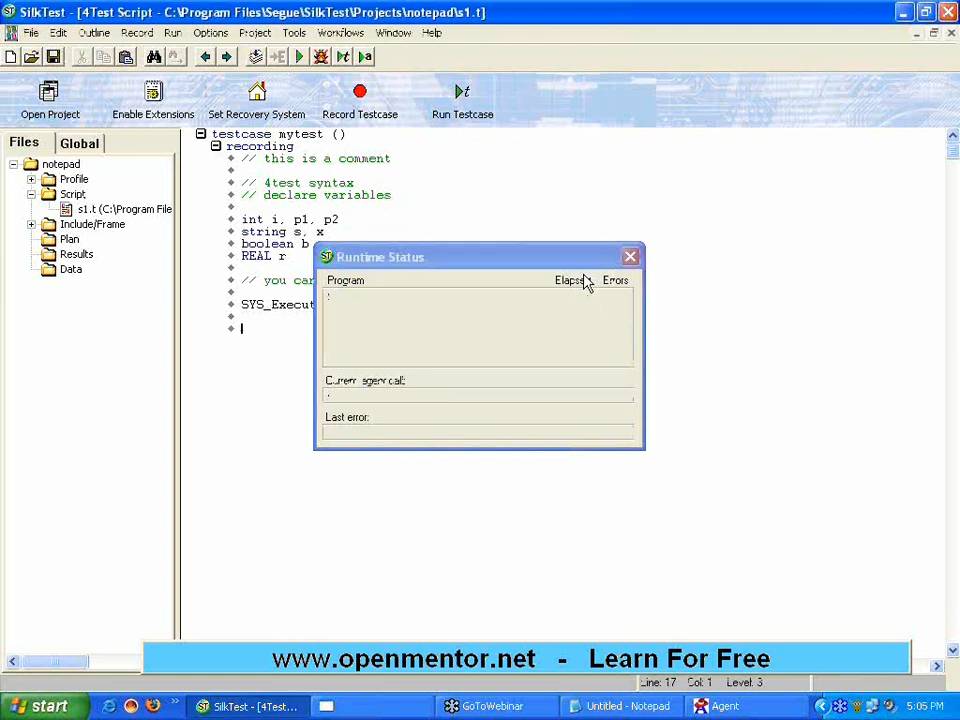 SilkTest - [4Test Script - C:\Program Files\Segue\SilkTest\Projects\notepad\s1.t]
File Edit Outline Record Run Options Project Tools Workflows Window Help
Open Project Enable Extensions Set Recovery System Record Testcase Run Testcase
Files Global
notepad
Profile
Script
s1.t (C:\Program File
Include/Frame
Plan
Results
Data
testcase mytest ()
recording
// this is a comment
// 4test syntax
// declare variables
int i, p1, p2
string s, x
boolean b
REAL r
// you car
SYS_Execut
Runtime Status
Program Elapse Errors
Current agent call:
Last error:
www.openmentor.net - Learn For Free
Line: 17 Col: 1 Level: 3
start SilkTest - [4Test... GoToWebinar Untitled - Notepad Agent 5:05 PM